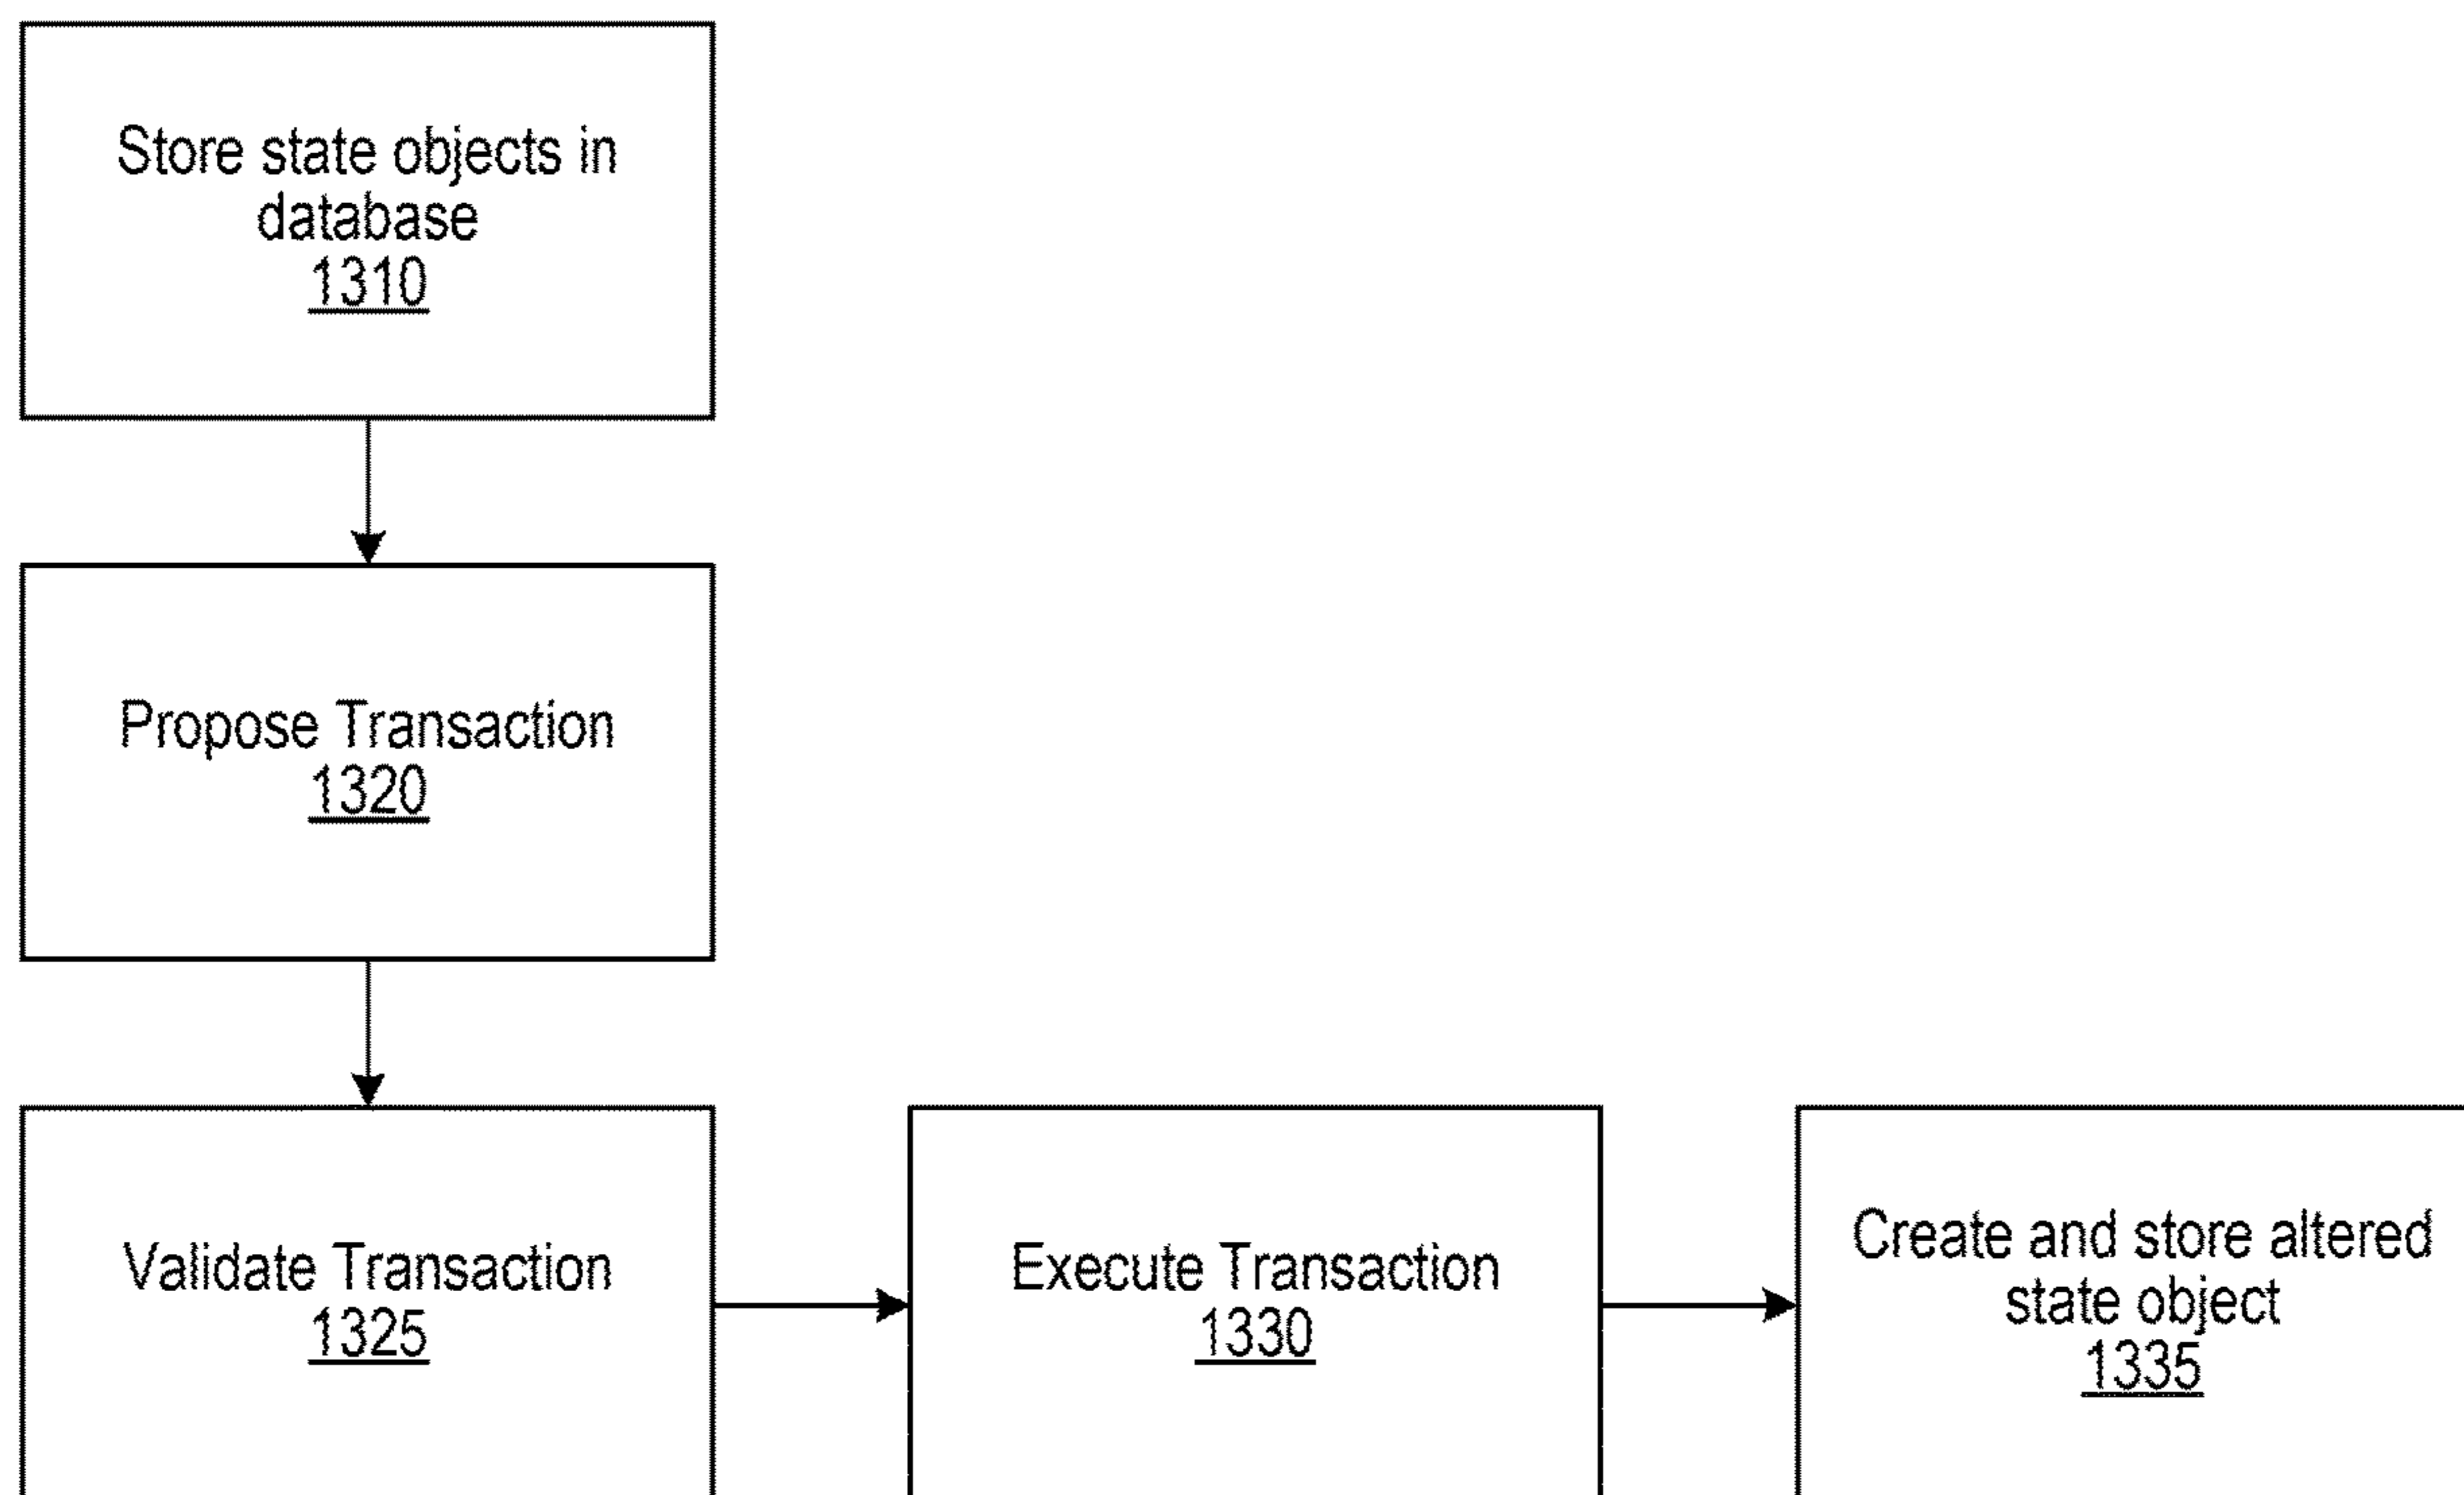 Store state objects in
database
1310
Propose Transaction
1320
Validate Transaction
1325
Execute Transaction
1330
Create and store altered
state object
1335